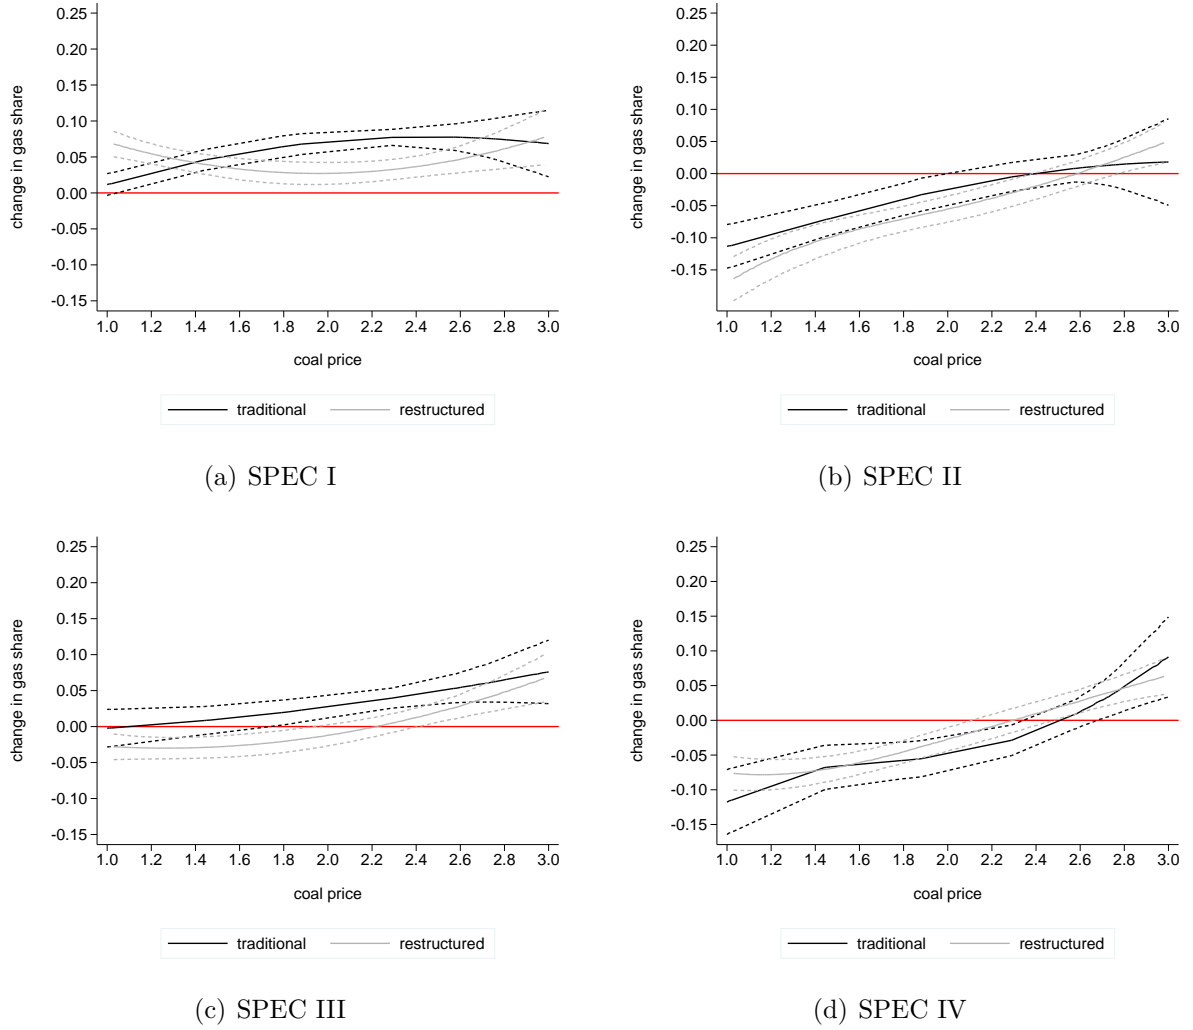 change in gas share
0.25
0.20
0.15
0.10
0.05
0.00
-0.05
-0.10
-0.15
1.0 1.2 1.4 1.6 1.8 2.0 2.2 2.4 2.6 2.8 3.0
coal price
traditional restructured
(a) SPEC I
change in gas share
0.25
0.20
0.15
0.10
0.05
0.00
-0.05
-0.10
-0.15
1.0 1.2 1.4 1.6 1.8 2.0 2.2 2.4 2.6 2.8 3.0
coal price
traditional restructured
(b) SPEC II
change in gas share
0.25
0.20
0.15
0.10
0.05
0.00
-0.05
-0.10
-0.15
1.0 1.2 1.4 1.6 1.8 2.0 2.2 2.4 2.6 2.8 3.0
coal price
traditional restructured
(c) SPEC III
change in gas share
0.25
0.20
0.15
0.10
0.05
0.00
-0.05
-0.10
-0.15
1.0 1.2 1.4 1.6 1.8 2.0 2.2 2.4 2.6 2.8 3.0
coal price
traditional restructured
(d) SPEC IV